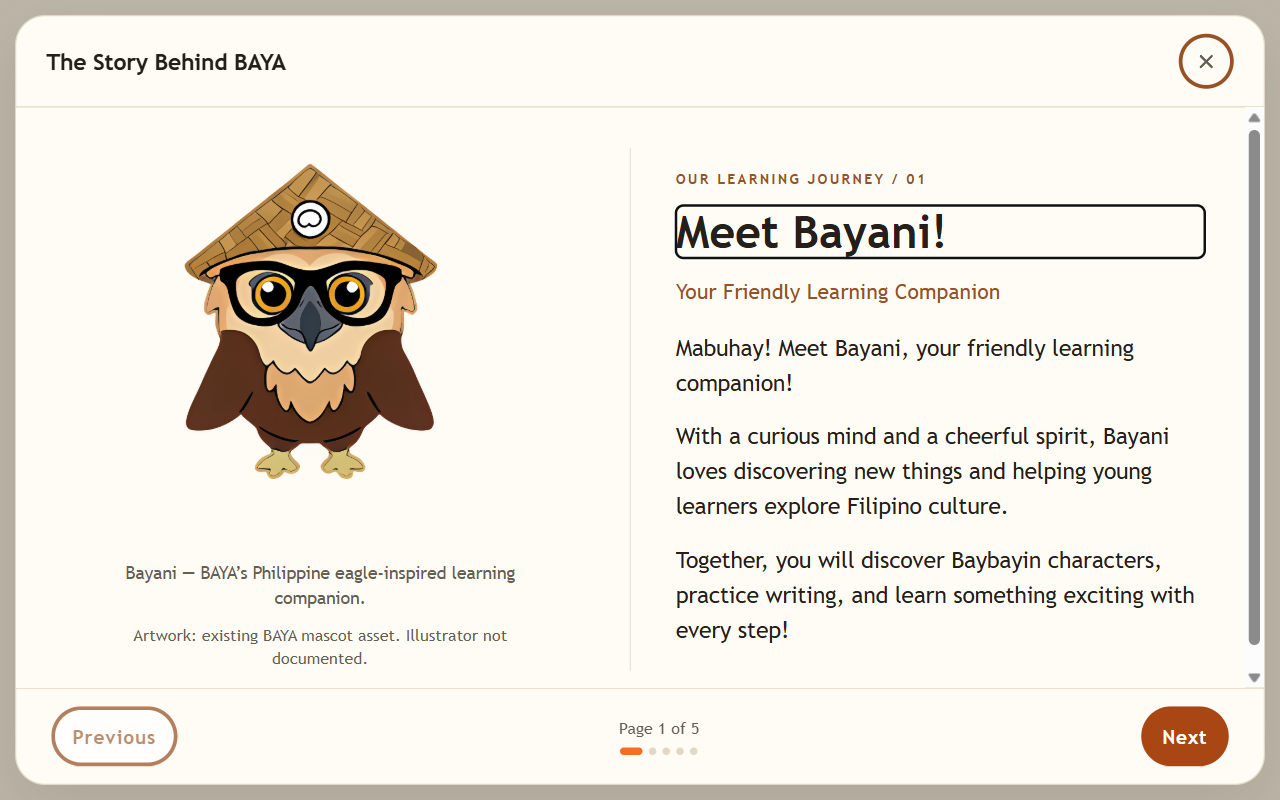 The Story Behind BAYA
OUR LEARNING JOURNEY / 01
Meet Bayani!
Your Friendly Learning Companion
Mabuhay! Meet Bayani, your friendly learning
companion!
With a curious mind and a cheerful spirit, Bayani
loves discovering new things and helping young
learners explore Filipino culture.
Together, you will discover Baybayin characters,
practice writing, and learn something exciting with
every step!
Bayani — BAYA’s Philippine eagle-inspired learning
companion.
Artwork: existing BAYA mascot asset. Illustrator not
documented.
Previous
Page 1 of 5
Next